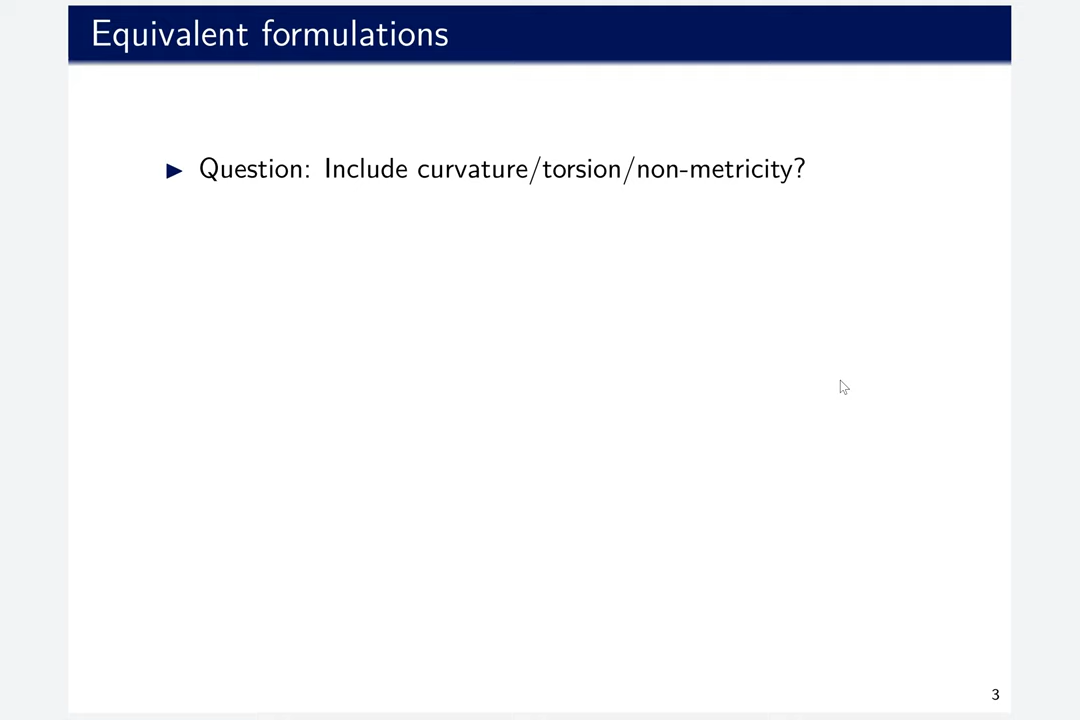 Equivalent formulations
▶ Question: Include curvature/torsion/non-metricity?
3